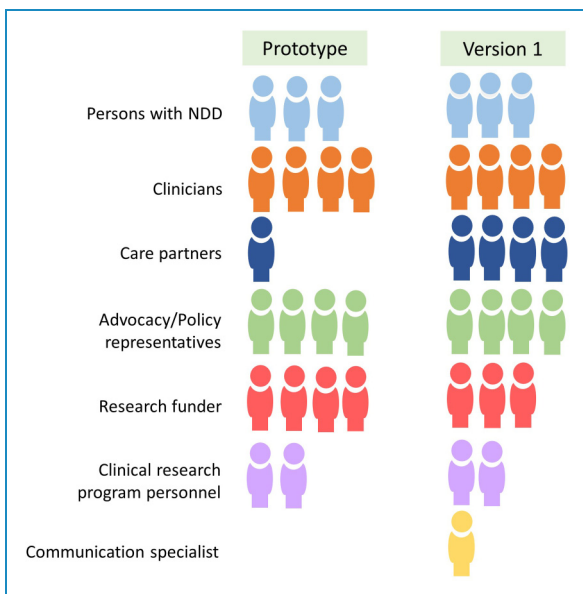 Prototype
Version 1
Persons with NDD
Clinicians
Care partners
Advocacy/Policy
representatives
Research funder
Clinical research
program personnel
Communication specialist